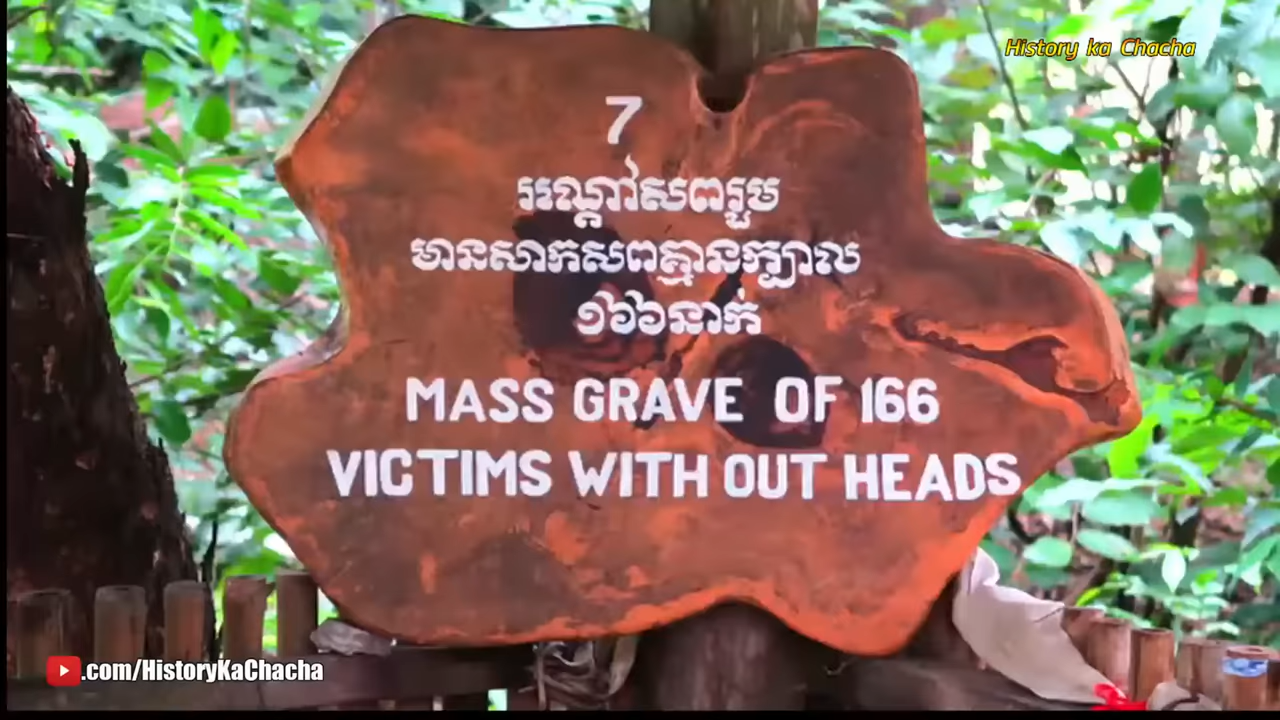 History ka Chacha
7
រណ្តៅសពរួម
មានសាកសពគ្មានក្បាល
១៦៦នាក់
MASS GRAVE OF 166
VICTIMS WITH OUT HEADS
.com/HistoryKaChacha